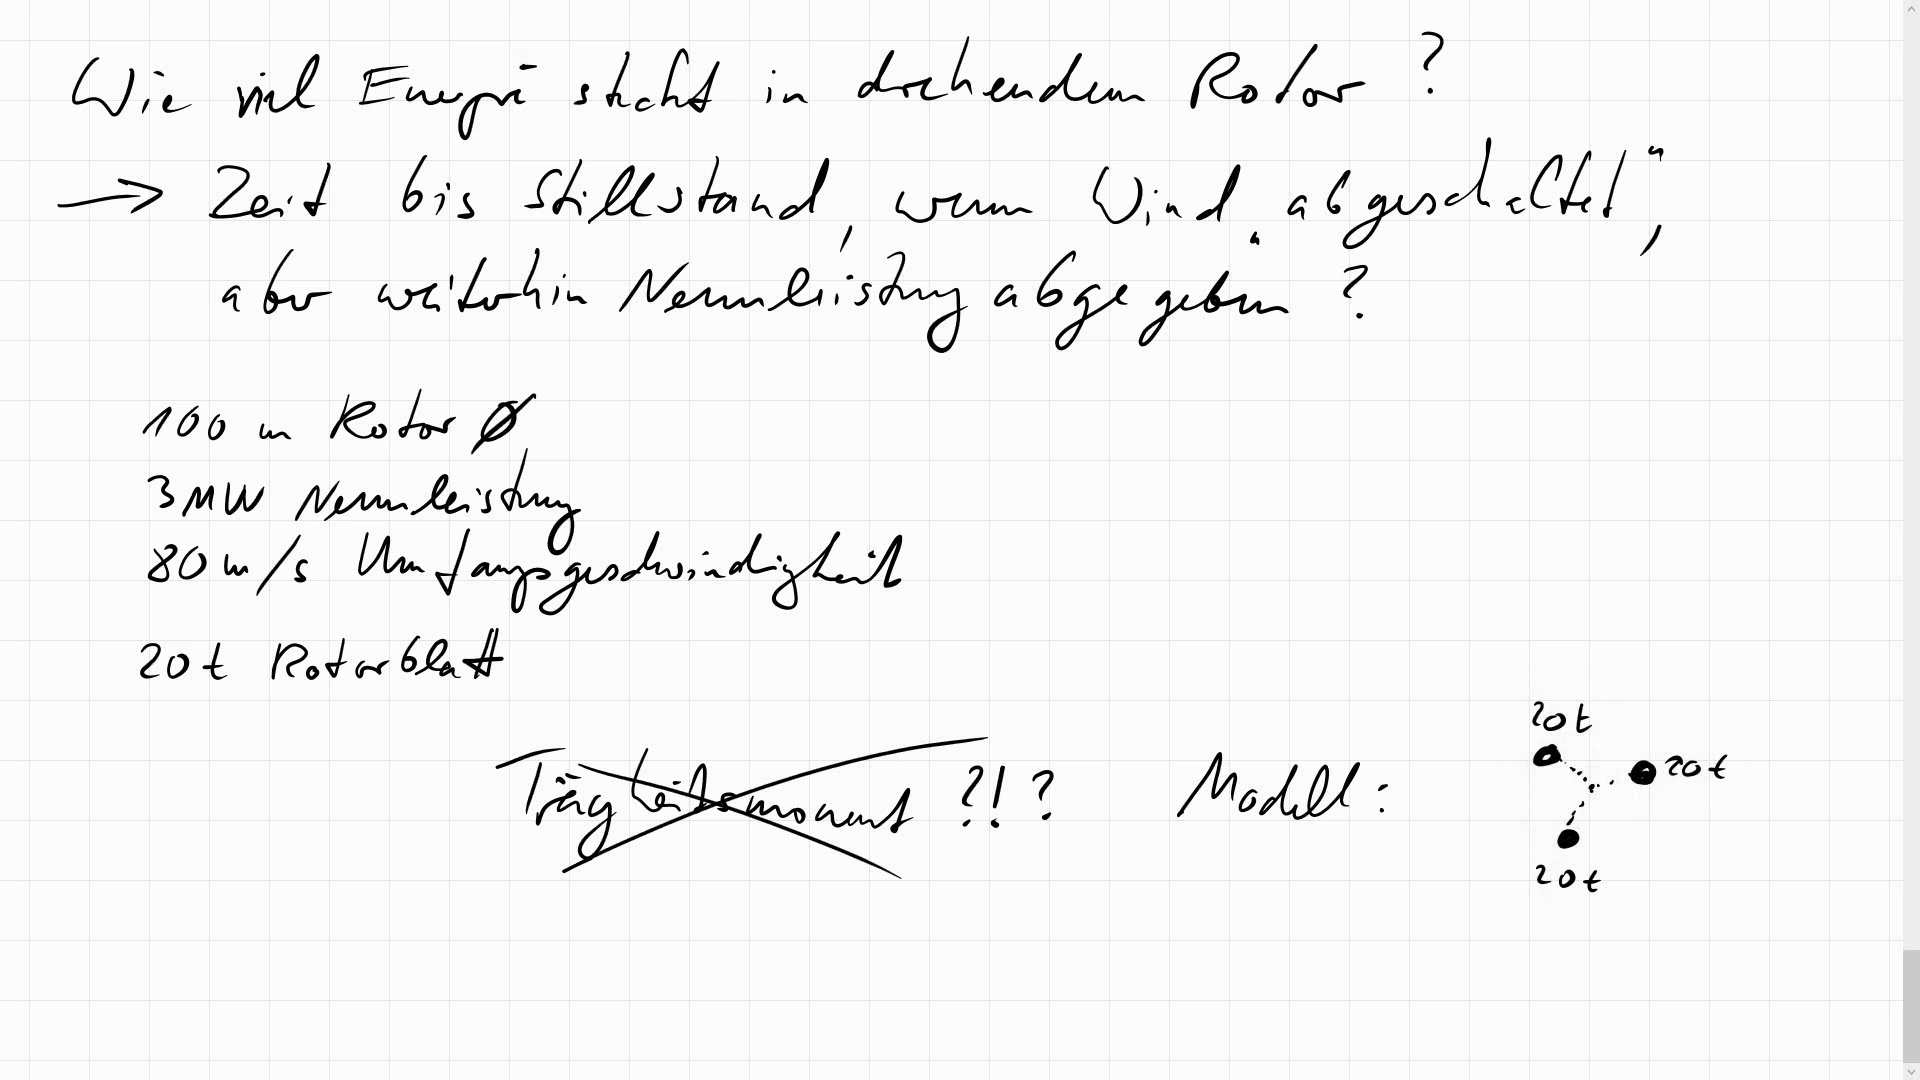 Wie viel Energie steckt in drehendem Rotor ?
→ Zeit bis Stillstand, wenn Wind „abgeschaltet“,
aber weiterhin Nennleistung abgegeben ?
100 m Rotor Ø
3 MW Nennleistung
80 m/s Umfangsgeschwindigkeit
20 t Rotorblatt
Trägheitsmoment ?!?
Modell :
20 t
20 t
20 t